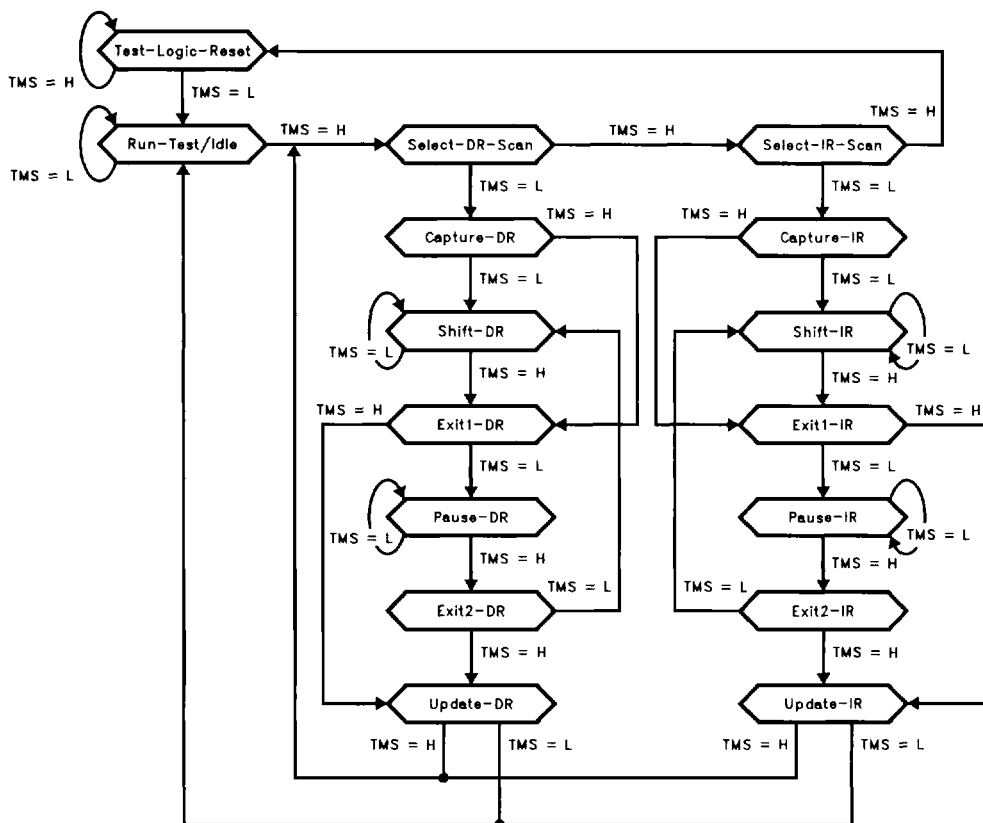 Test-Logic-Reset
TMS = H
TMS = L
TMS = H
Run-Test/Idle
TMS = H
Select-DR-Scan
TMS = H
Select-IR-Scan
TMS = L
TMS = L
TMS = L
TMS = H
TMS = H
Capture-DR
Capture-IR
TMS = L
TMS = L
Shift-DR
Shift-IR
TMS = L
TMS = L
TMS = H
TMS = H
TMS = H
Exit1-DR
Exit1-IR
TMS = H
TMS = L
TMS = L
Pause-DR
Pause-IR
TMS = L
TMS = L
TMS = H
TMS = H
Exit2-DR
TMS = L
TMS = L
Exit2-IR
TMS = H
TMS = H
Update-DR
Update-IR
TMS = H
TMS = L
TMS = H
TMS = L